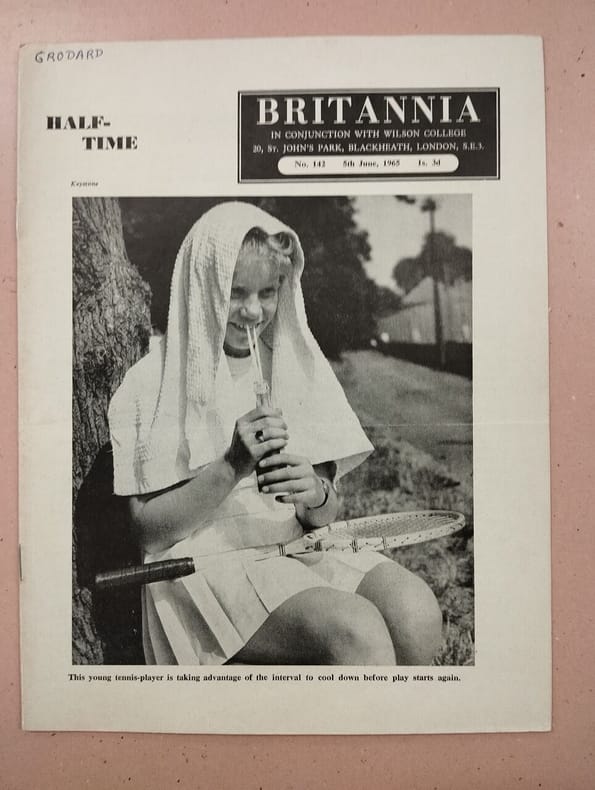 GRODARD
HALF-
TIME
BRITANNIA
IN CONJUNCTION WITH WILSON COLLEGE
20, ST. JOHN'S PARK, BLACKHEATH, LONDON, S.E.3.
No. 142 5th June, 1965 1s. 3d
Keystone
This young tennis-player is taking advantage of the interval to cool down before play starts again.